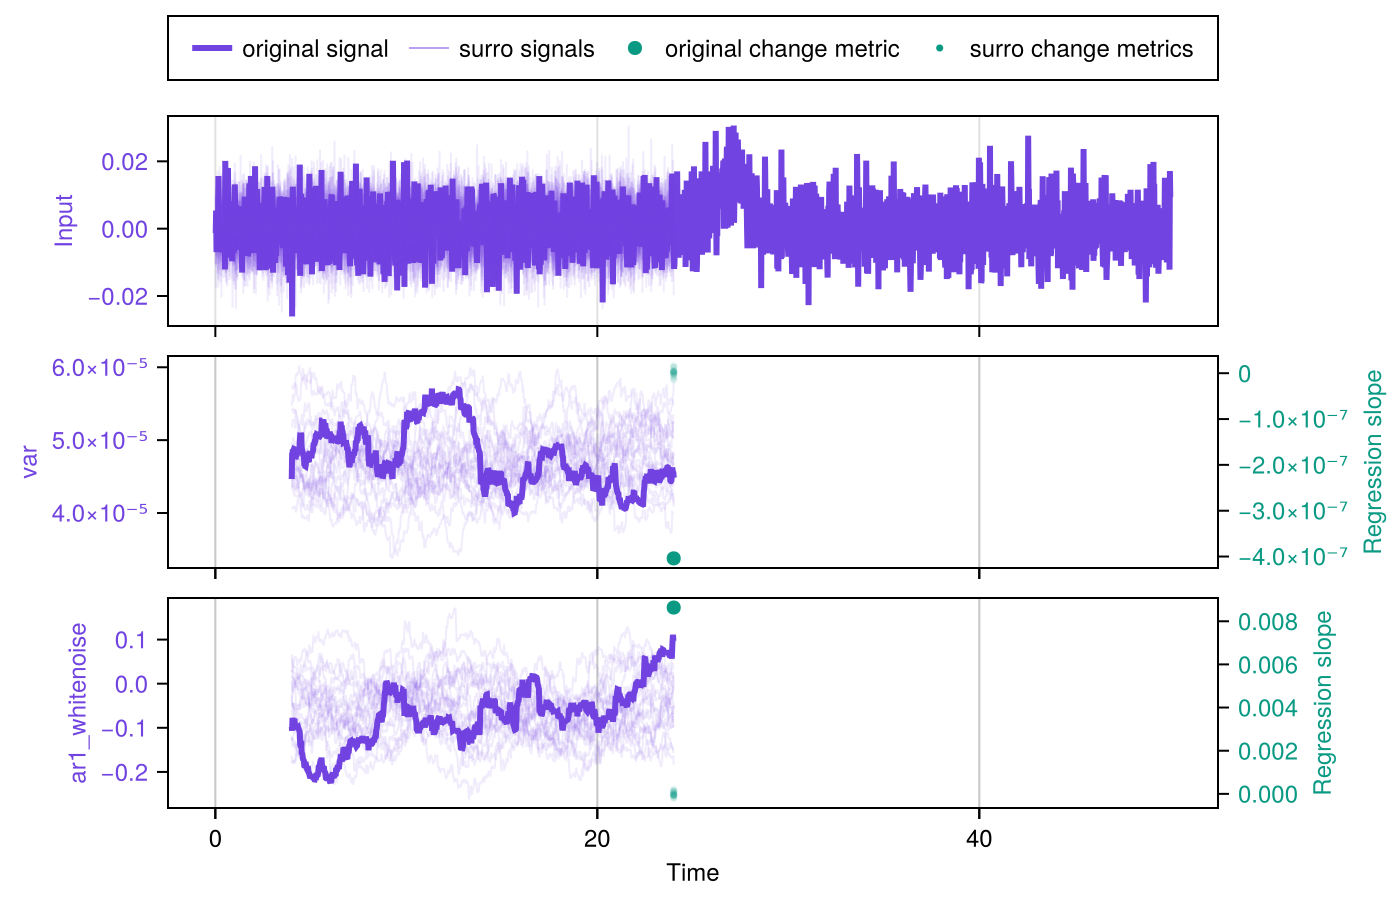 original signal surro signals original change metric surro change metrics
Input
0.02
0.00
−0.02
var
6.0×10⁻⁵
5.0×10⁻⁵
4.0×10⁻⁵
0
−1.0×10⁻⁷
−2.0×10⁻⁷
−3.0×10⁻⁷
−4.0×10⁻⁷
Regression slope
ar1_whitenoise
0.1
0.0
−0.1
−0.2
0.008
0.006
0.004
0.002
0.000
Regression slope
0 20 40
Time